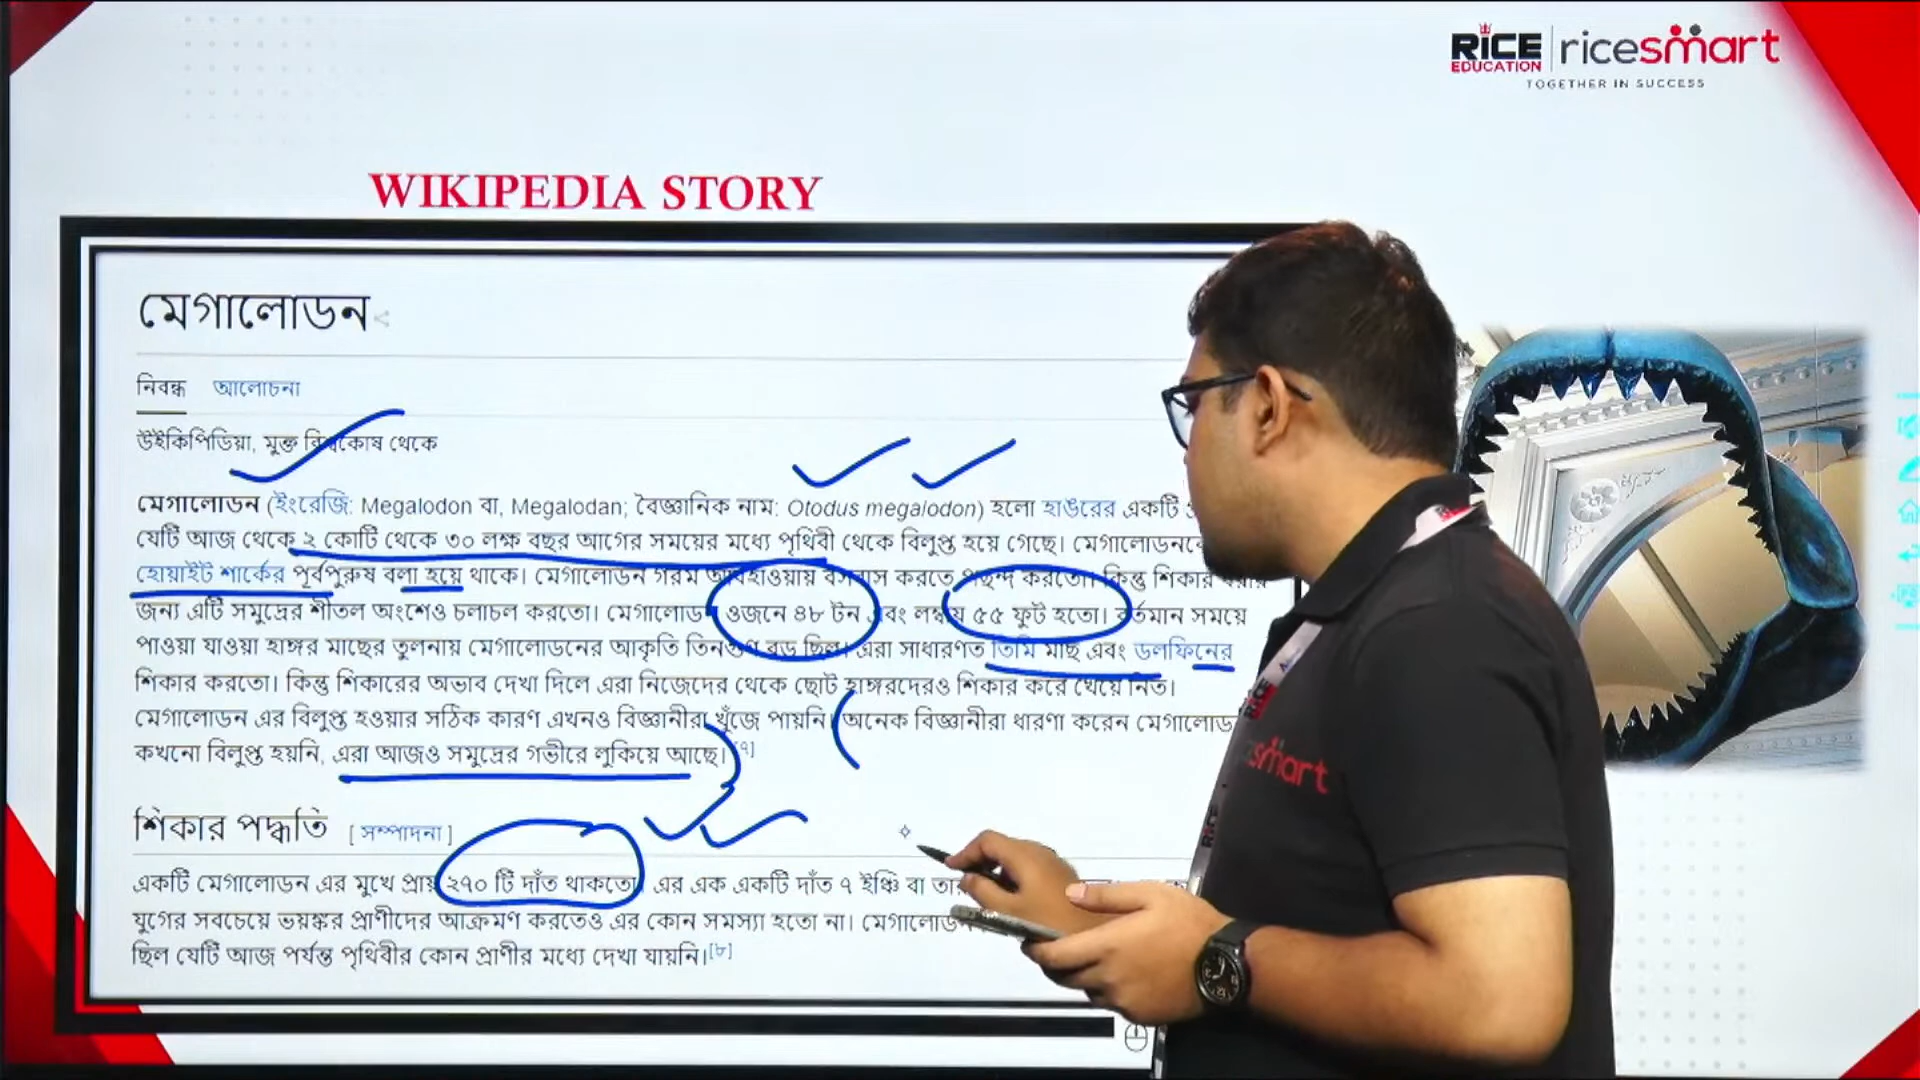 RICE EDUCATION ricesmart
TOGETHER IN SUCCESS
WIKIPEDIA STORY
মেগালোডন
নিবন্ধ আলোচনা
উইকিপিডিয়া, মুক্ত বিশ্বকোষ থেকে
মেগালোডন (ইংরেজি: Megalodon বা, Megalodan; বৈজ্ঞানিক নাম: Otodus megalodon) হলো হাঙরের একটি
যেটি আজ থেকে ২ কোটি থেকে ৩০ লক্ষ বছর আগের সময়ের মধ্যে পৃথিবী থেকে বিলুপ্ত হয়ে গেছে। মেগালোডনকে
হোয়াইট শার্কের পূর্বপুরুষ বলা হয়ে থাকে। মেগালোডন গরম আবহাওয়ায় বসবাস করতে পছন্দ করতো। কিন্তু শিকার ধরার
জন্য এটি সমুদ্রের শীতল অংশেও চলাচল করতো। মেগালোডন ওজনে ৪৮ টন এবং লম্বায় ৫৫ ফুট হতো। বর্তমান সময়ে
পাওয়া যাওয়া হাঙ্গর মাছের তুলনায় মেগালোডনের আকৃতি তিনগুণ বড় ছিল। এরা সাধারণত তিমি মাছ এবং ডলফিনের
শিকার করতো। কিন্তু শিকারের অভাব দেখা দিলে এরা নিজেদের থেকে ছোট হাঙ্গরদেরও শিকার করে খেয়ে নিত।
মেগালোডন এর বিলুপ্ত হওয়ার সঠিক কারণ এখনও বিজ্ঞানীরা খুঁজে পায়নি। অনেক বিজ্ঞানীরা ধারণা করেন মেগালোড
কখনো বিলুপ্ত হয়নি, এরা আজও সমুদ্রের গভীরে লুকিয়ে আছে।[৭]
শিকার পদ্ধতি [সম্পাদনা]
একটি মেগালোডন এর মুখে প্রায় ২৭০ টি দাঁত থাকতো। এর এক একটি দাঁত ৭ ইঞ্চি বা তার
যুগের সবচেয়ে ভয়ঙ্কর প্রাণীদের আক্রমণ করতেও এর কোন সমস্যা হতো না। মেগালোডন
ছিল যেটি আজ পর্যন্ত পৃথিবীর কোন প্রাণীর মধ্যে দেখা যায়নি।[৮]
smart
RICE